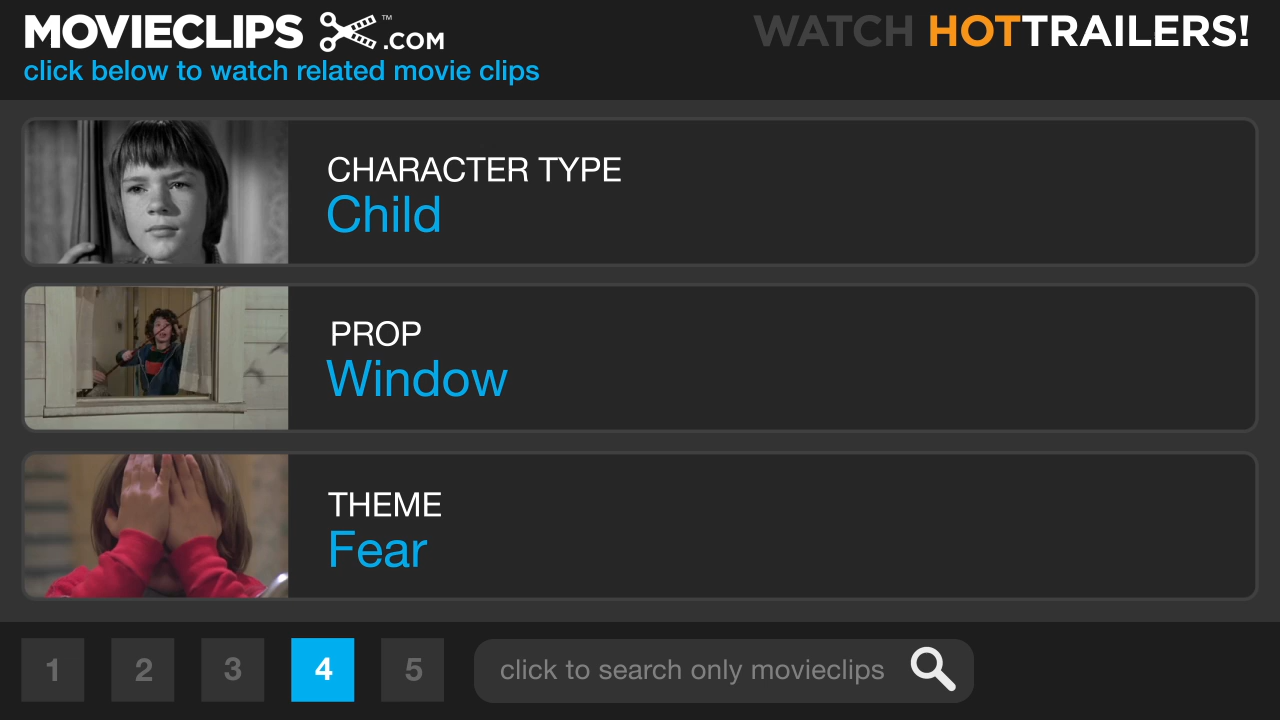 MOVIECLIPS ™ .COM
WATCH HOTTRAILERS!
click below to watch related movie clips
CHARACTER TYPE
Child
PROP
Window
THEME
Fear
1 2 3 4 5
click to search only movieclips